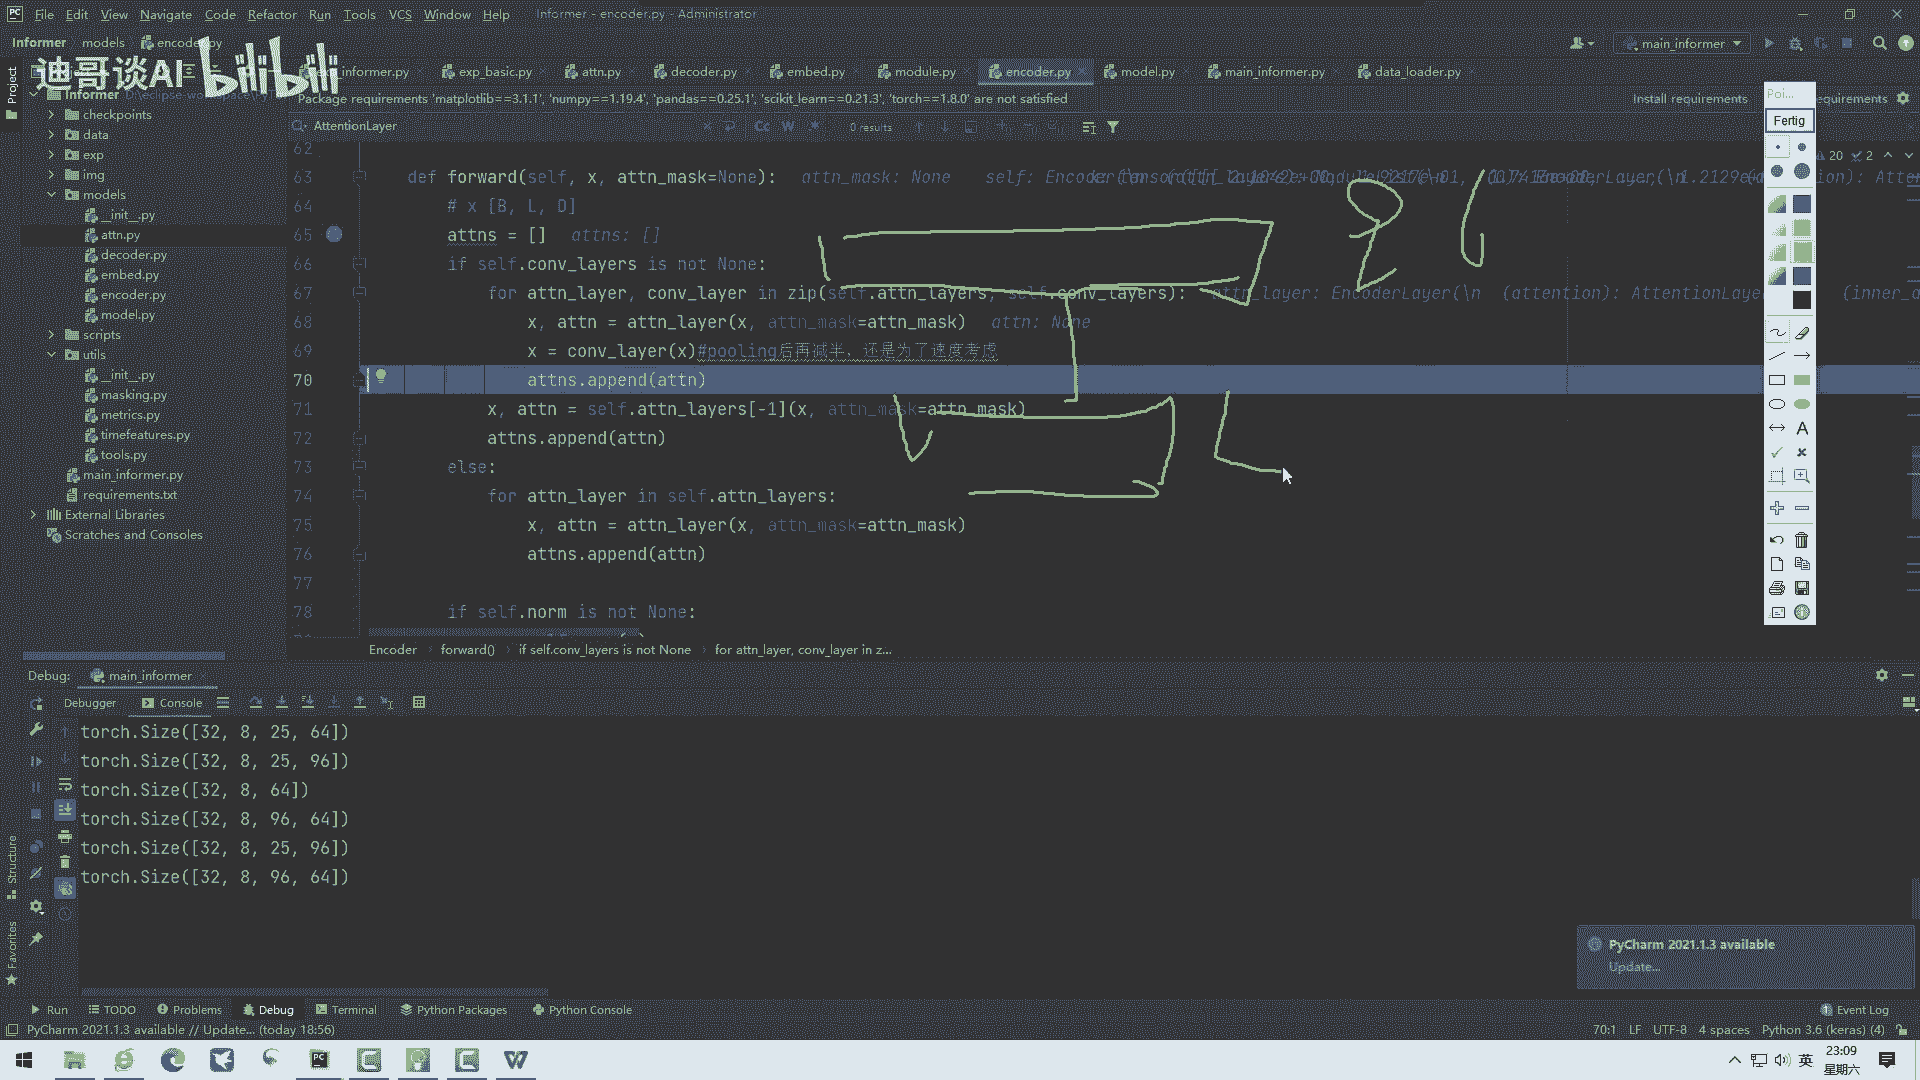 File Edit View Navigate Code Refactor Run Tools VCS Window Help Informer - encoder.py - Administrator
Informer models encoder.py main_informer
迪哥谈AI bilibili
informer.py exp_basic.py attn.py decoder.py embed.py module.py encoder.py model.py main_informer.py data_loader.py
Package requirements 'matplotlib==3.1.1', 'numpy==1.19.4', 'pandas==0.25.1', 'scikit_learn==0.21.3', 'torch==1.8.0' are not satisfied Install requirements
AttentionLayer Cc W 0 results
Project
Informer
checkpoints
data
exp
img
models
__init__.py
attn.py
decoder.py
embed.py
encoder.py
model.py
scripts
utils
__init__.py
masking.py
metrics.py
timefeatures.py
tools.py
main_informer.py
requirements.txt
External Libraries
Scratches and Consoles
62
63 def forward(self, x, attn_mask=None): attn_mask: None self: Encoder(
64 # x [B, L, D]
65 attns = [] attns: []
66 if self.conv_layers is not None:
67 for attn_layer, conv_layer in zip(self.attn_layers, self.conv_layers): attn_layer: EncoderLayer(\n (attention): AttentionLaye
68 x, attn = attn_layer(x, attn_mask=attn_mask) attn: None
69 x = conv_layer(x)#pooling后再减半，还是为了速度考虑
70 attns.append(attn)
71 x, attn = self.attn_layers[-1](x, attn_mask=attn_mask)
72 attns.append(attn)
73 else:
74 for attn_layer in self.attn_layers:
75 x, attn = attn_layer(x, attn_mask=attn_mask)
76 attns.append(attn)
77
78 if self.norm is not None:
Encoder forward() if self.conv_layers is not None for attn_layer, conv_layer in z...
Poi...
Fertig
20 2
Debug: main_informer
Debugger Console
torch.Size([32, 8, 25, 64])
torch.Size([32, 8, 25, 96])
torch.Size([32, 8, 64])
torch.Size([32, 8, 96, 64])
torch.Size([32, 8, 25, 96])
torch.Size([32, 8, 96, 64])
Structure
Favorites
PyCharm 2021.1.3 available
Update...
Run TODO Problems Debug Terminal Python Packages Python Console Event Log
PyCharm 2021.1.3 available // Update... (today 18:56) 70:1 LF UTF-8 4 spaces Python 3.6 (keras) (4)
英 23:09
星期六